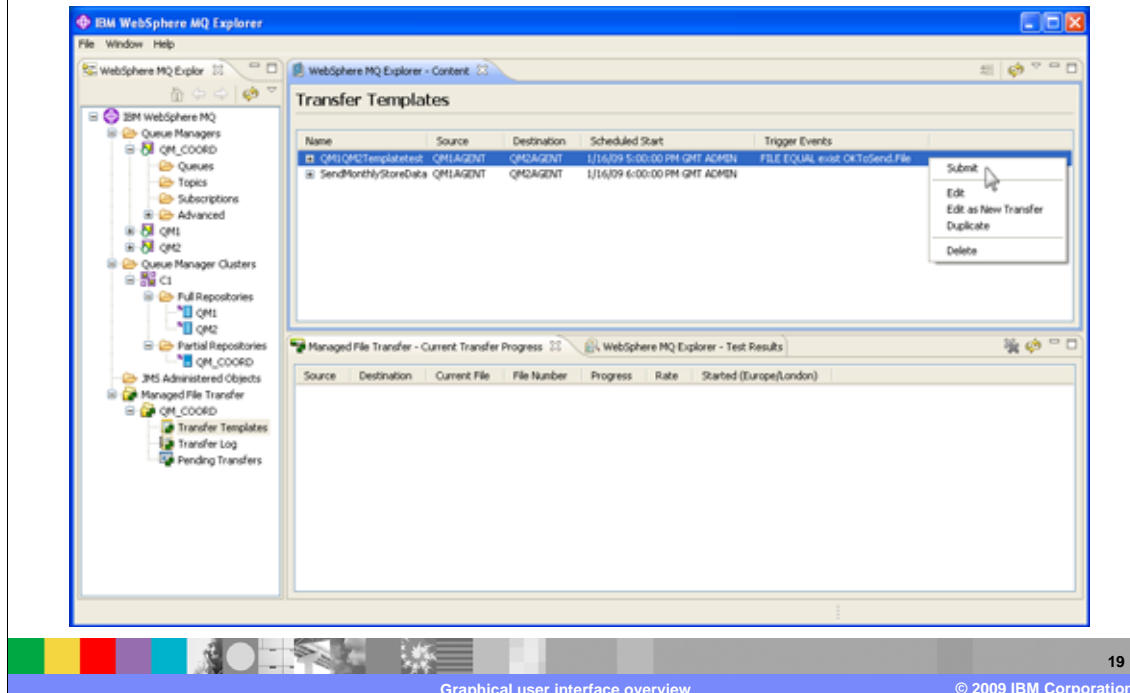 IBM WebSphere MQ Explorer
File Window Help
WebSphere MQ Explor
IBM WebSphere MQ
Queue Managers
QM_COORD
Queues
Topics
Subscriptions
Advanced
QM1
QM2
Queue Manager Clusters
C1
Full Repositories
QM1
QM2
Partial Repositories
QM_COORD
JMS Administered Objects
Managed File Transfer
QM_COORD
Transfer Templates
Transfer Log
Pending Transfers
WebSphere MQ Explorer - Content
Transfer Templates
Name Source Destination Scheduled Start Trigger Events
QM1QM2Templatetest QM1AGENT QM2AGENT 1/16/09 5:00:00 PM GMT ADMIN FILE EQUAL exist OKToSend.File
SendMonthlyStoreData QM1AGENT QM2AGENT 1/16/09 6:00:00 PM GMT ADMIN
Submit
Edit
Edit as New Transfer
Duplicate
Delete
Managed File Transfer - Current Transfer Progress WebSphere MQ Explorer - Test Results
Source Destination Current File File Number Progress Rate Started (Europe/London)
19
Graphical user interface overview © 2009 IBM Corporation